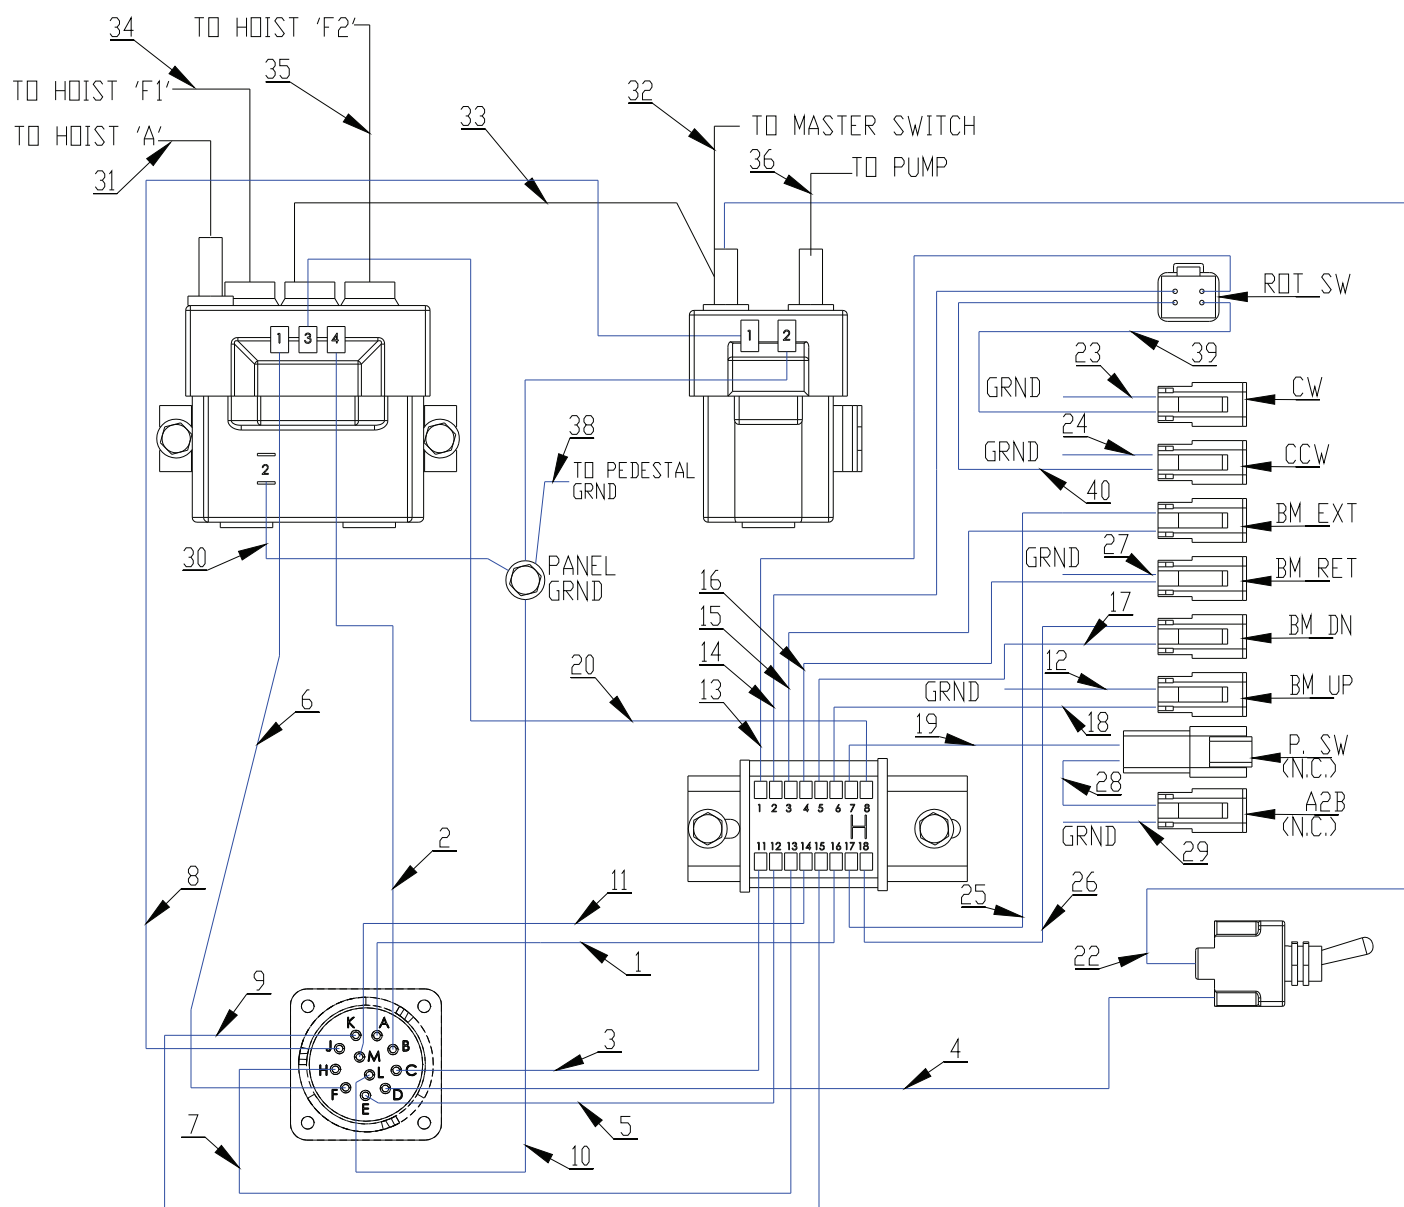 34
TO HOIST 'F2'
35
TO HOIST 'F1'
TO HOIST 'A'
31
33
32
TO MASTER SWITCH
36
TO PUMP
ROT SW
39
1
3
4
2
1
2
23
GRND
CW
24
GRND
CCW
40
38
TO PEDESTAL
GRND
30
PANEL
GRND
BM EXT
27
GRND
BM RET
16
15
14
13
17
BM DN
12
GRND
BM UP
18
20
6
19
P. SW
(N.C.)
28
A2B
(N.C.)
GRND
29
1 2 3 4 5 6 7 8
H
11 12 13 14 15 16 17 18
2
8
11
25
26
1
22
9
K A
J B
M
H L C
F D
E
3
4
7
5
10